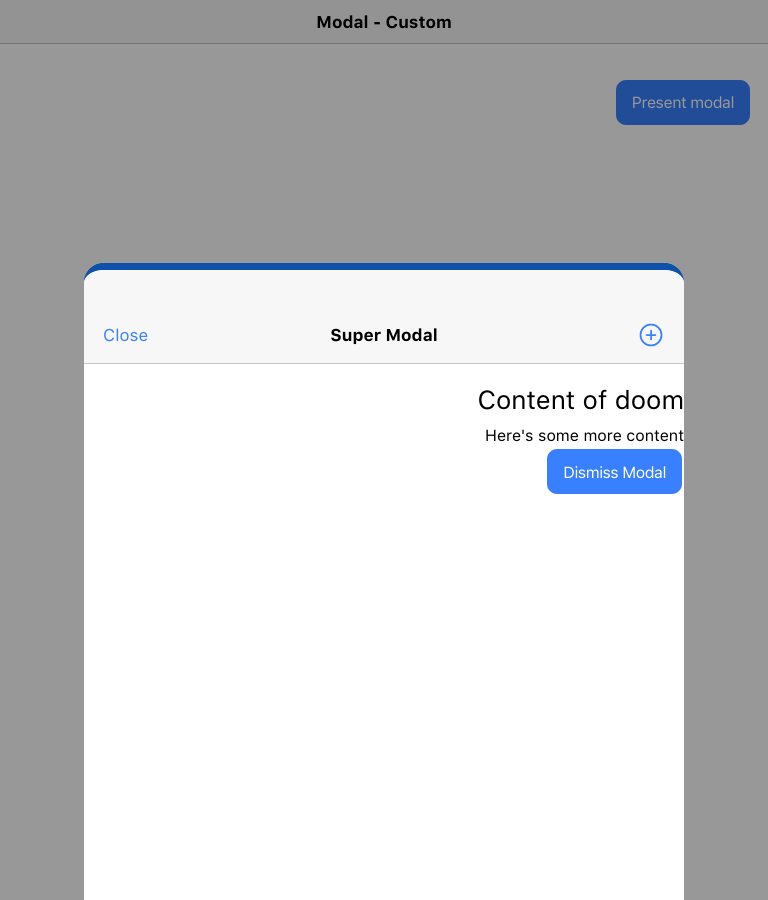 Modal - Custom
Present modal
Close
Super Modal
Content of doom
Here's some more content
Dismiss Modal